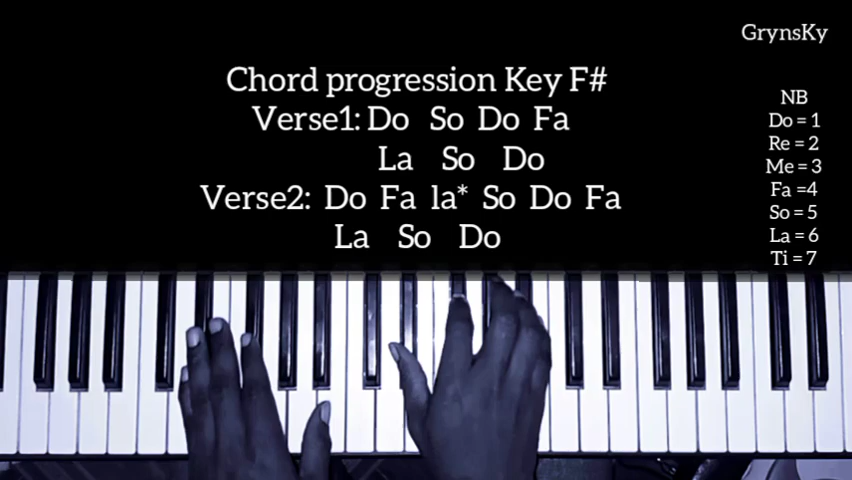 GrynsKy
Chord progression Key F#
Verse1: Do So Do Fa
La So Do
Verse2: Do Fa la* So Do Fa
La So Do
NB
Do = 1
Re = 2
Me = 3
Fa =4
So = 5
La = 6
Ti = 7